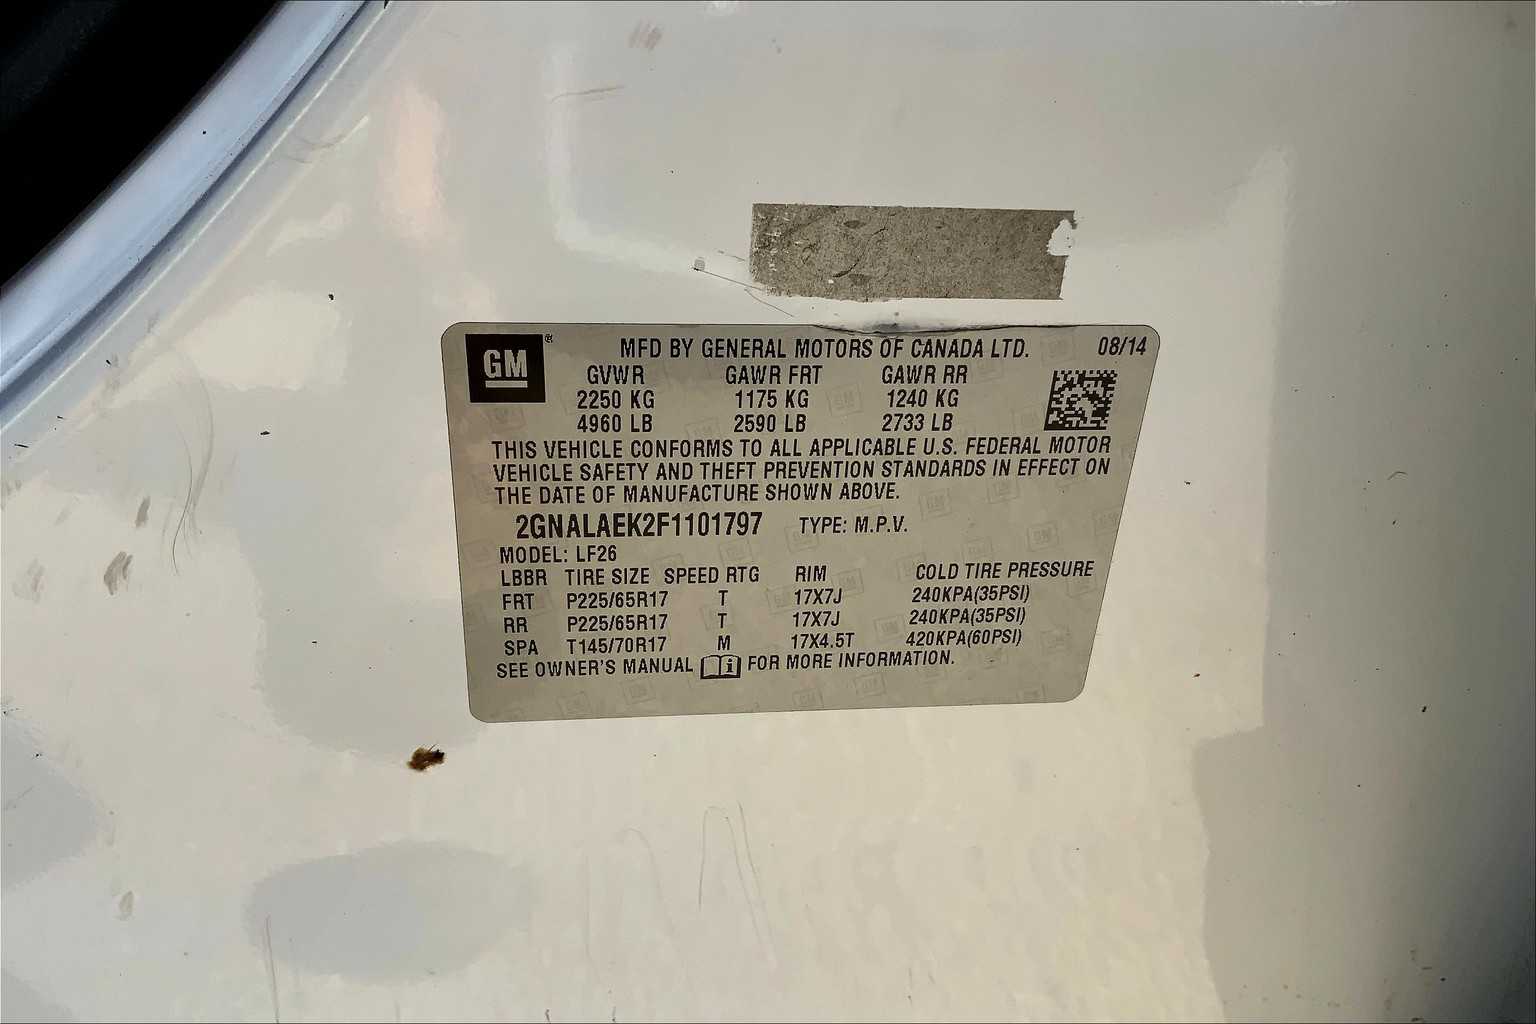 GM ® MFD BY GENERAL MOTORS OF CANADA LTD. 08/14
GVWR GAWR FRT GAWR RR
2250 KG 1175 KG 1240 KG
4960 LB 2590 LB 2733 LB
THIS VEHICLE CONFORMS TO ALL APPLICABLE U.S. FEDERAL MOTOR
VEHICLE SAFETY AND THEFT PREVENTION STANDARDS IN EFFECT ON
THE DATE OF MANUFACTURE SHOWN ABOVE.
2GNALAEK2F1101797 TYPE: M.P.V.
MODEL: LF26
LBBR TIRE SIZE SPEED RTG RIM COLD TIRE PRESSURE
FRT P225/65R17 T 17X7J 240KPA(35PSI)
RR P225/65R17 T 17X7J 240KPA(35PSI)
SPA T145/70R17 M 17X4.5T 420KPA(60PSI)
SEE OWNER'S MANUAL i FOR MORE INFORMATION.